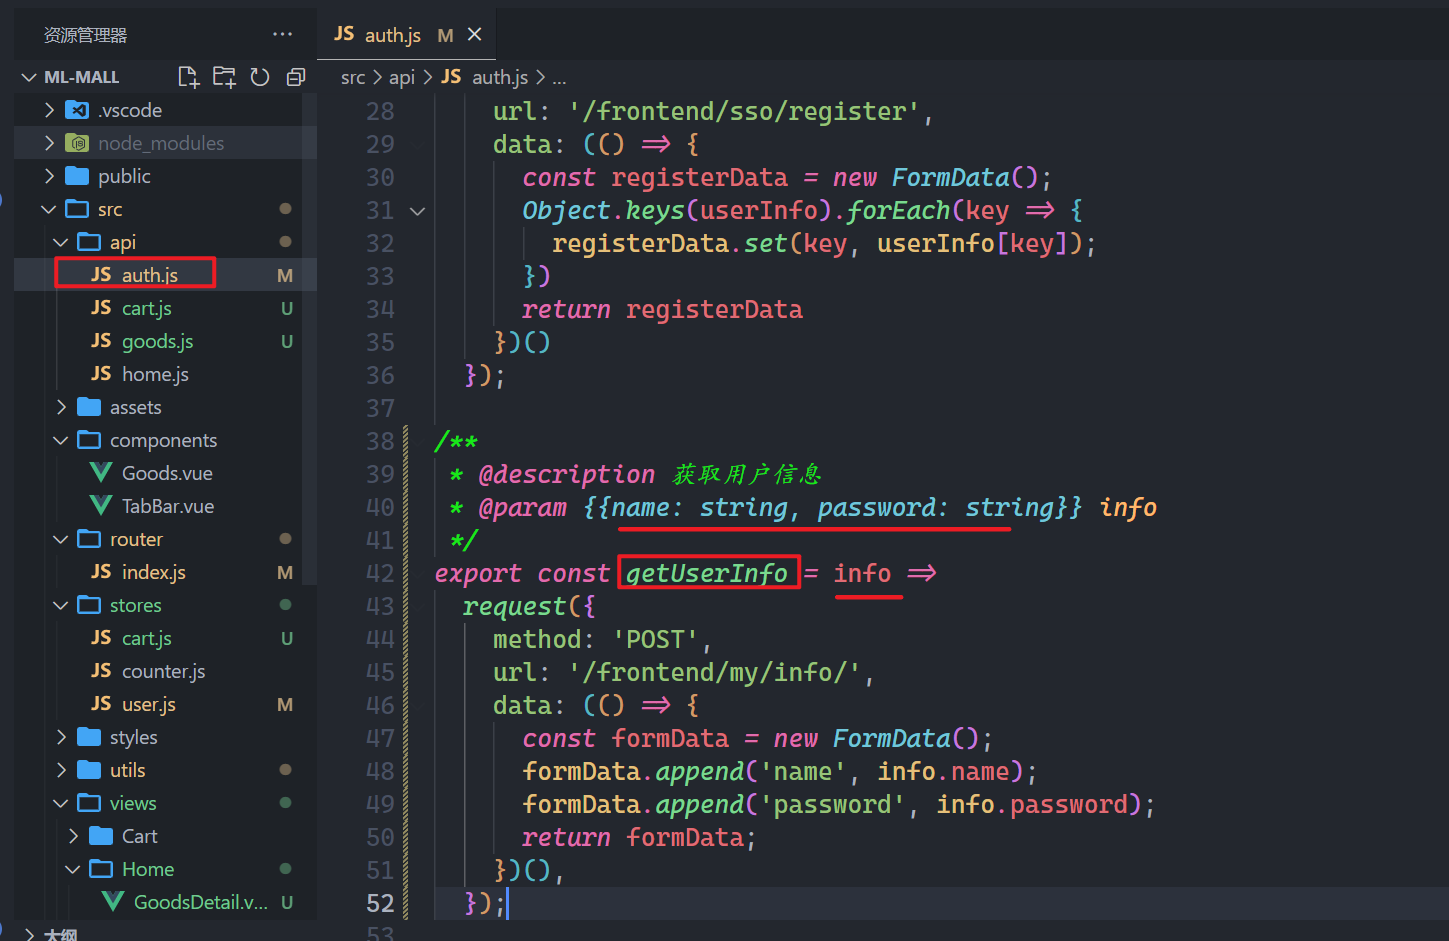 资源管理器
ML-MALL
.vscode
node_modules
public
src
api
JS auth.js M
JS cart.js U
JS goods.js U
JS home.js
assets
components
Goods.vue
TabBar.vue
router
JS index.js M
stores
JS cart.js U
JS counter.js
JS user.js M
styles
utils
views
Cart
Home
GoodsDetail.v... U
大纲
JS auth.js M
src > api > JS auth.js > ...
28 url: '/frontend/sso/register',
29 data: (() => {
30 const registerData = new FormData();
31 Object.keys(userInfo).forEach(key => {
32 registerData.set(key, userInfo[key]);
33 })
34 return registerData
35 })()
36 });
37
38 /**
39 * @description 获取用户信息
40 * @param {{name: string, password: string}} info
41 */
42 export const getUserInfo = info =>
43 request({
44 method: 'POST',
45 url: '/frontend/my/info/',
46 data: (() => {
47 const formData = new FormData();
48 formData.append('name', info.name);
49 formData.append('password', info.password);
50 return formData;
51 })(),
52 });
53